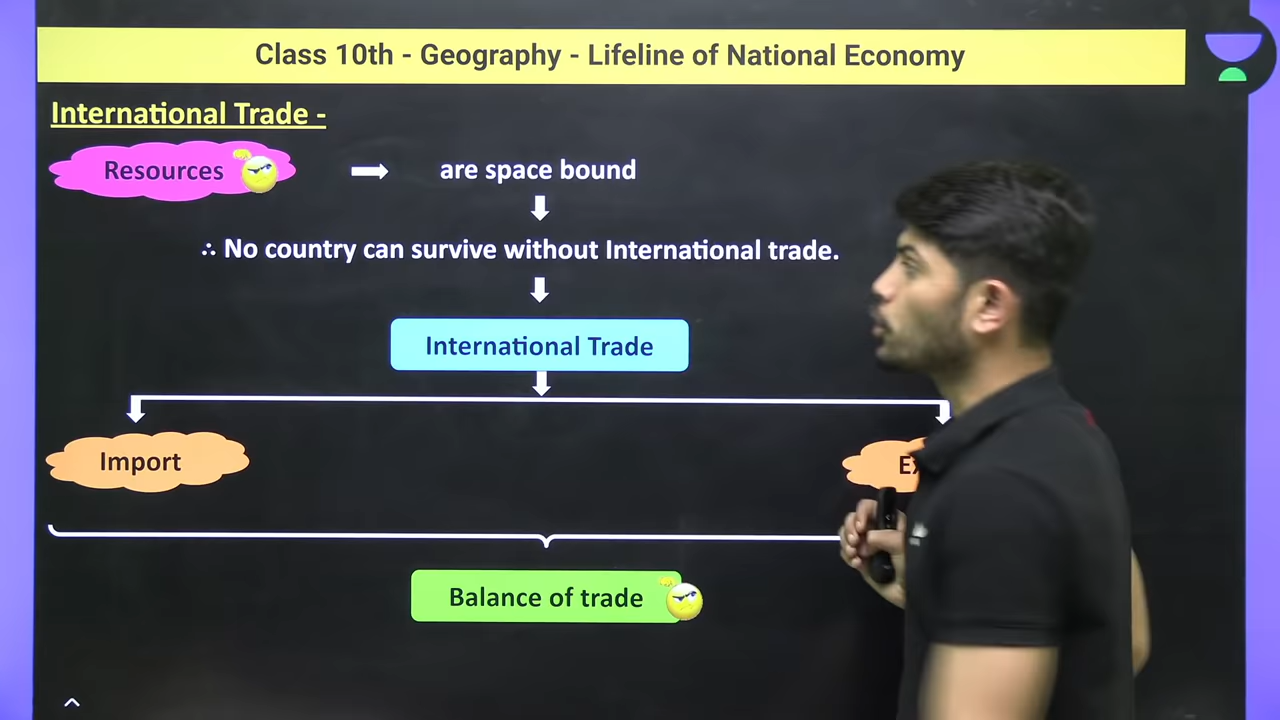 Class 10th - Geography - Lifeline of National Economy
International Trade -
Resources
are space bound
∴ No country can survive without International trade.
International Trade
Import
Balance of trade